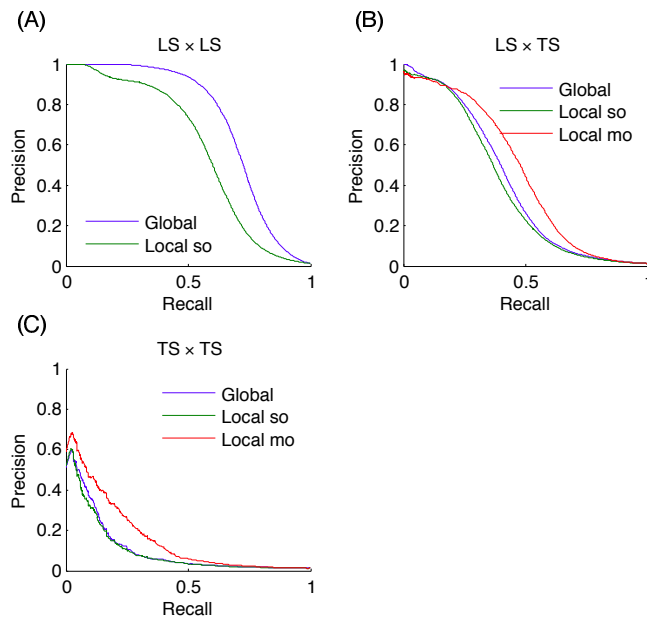 (A)
LS × LS
1
0.8
0.6
0.4
0.2
0
Precision
Global
Local so
0
0.5
1
Recall
(B)
LS × TS
1
0.8
0.6
0.4
0.2
0
Precision
Global
Local so
Local mo
0
0.5
1
Recall
(C)
TS × TS
1
0.8
0.6
0.4
0.2
0
Precision
Global
Local so
Local mo
0
0.5
1
Recall